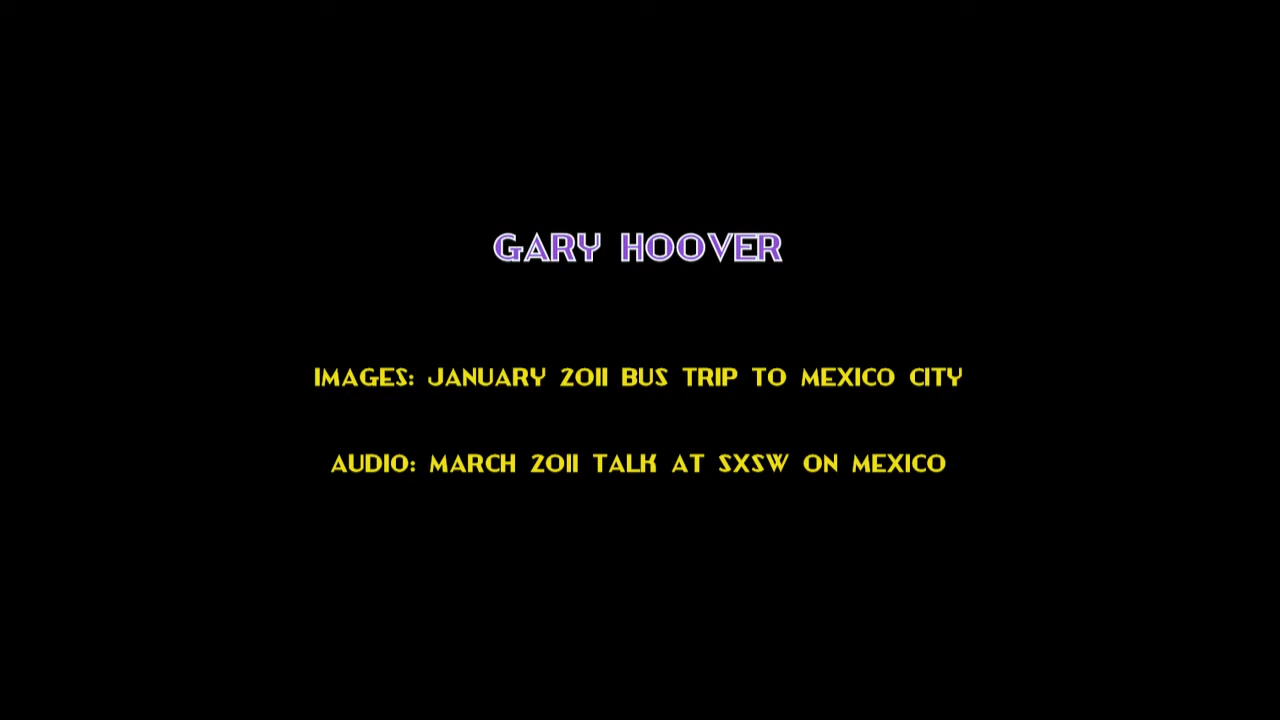 GARY HOOVER
IMAGES: JANUARY 2011 BUS TRIP TO MEXICO CITY
AUDIO: MARCH 2011 TALK AT SXSW ON MEXICO